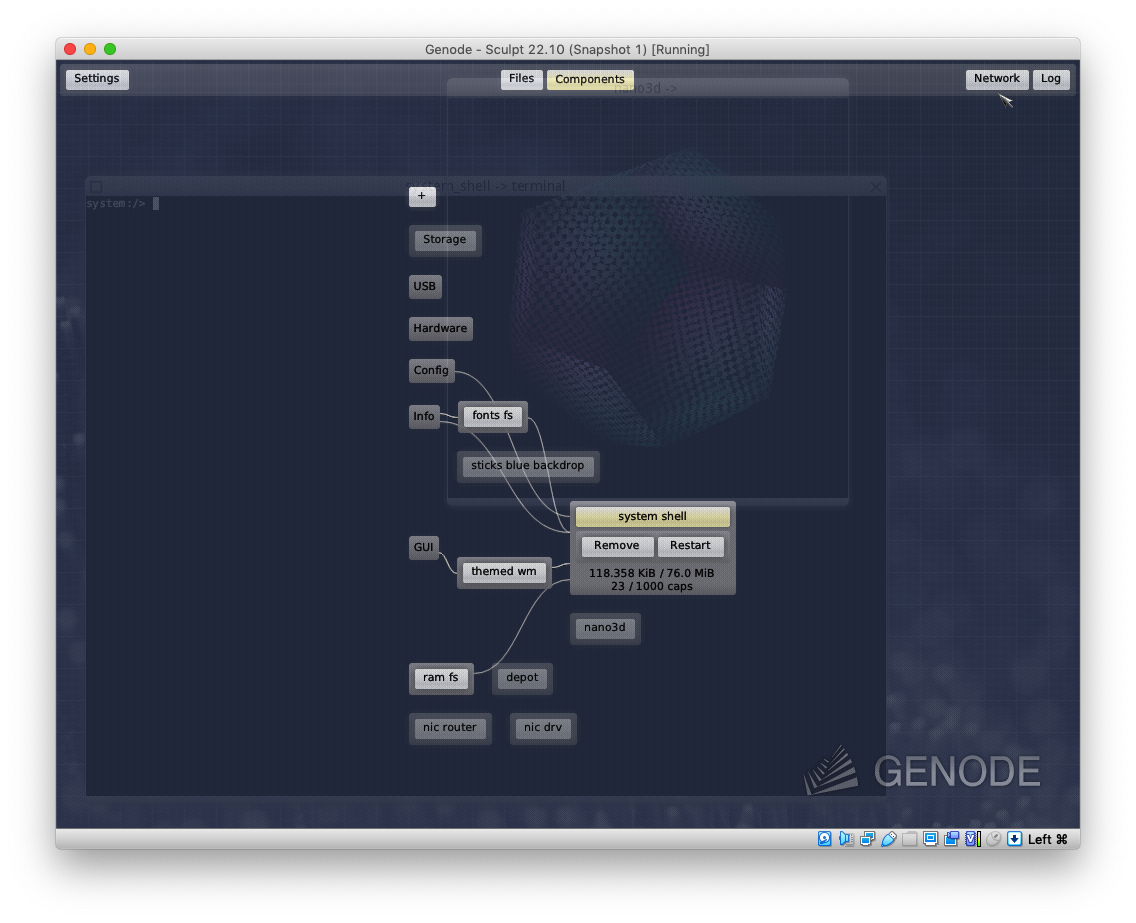 Genode - Sculpt 22.10 (Snapshot 1) [Running]
Settings
Files
Components
Network
Log
nano3d ->
system_shell -> terminal
system:/>
+
Storage
USB
Hardware
Config
Info
fonts fs
sticks blue backdrop
system shell
Remove
Restart
118.358 KiB / 76.0 MiB
23 / 1000 caps
GUI
themed wm
nano3d
ram fs
depot
nic router
nic drv
GENODE
Left ⌘